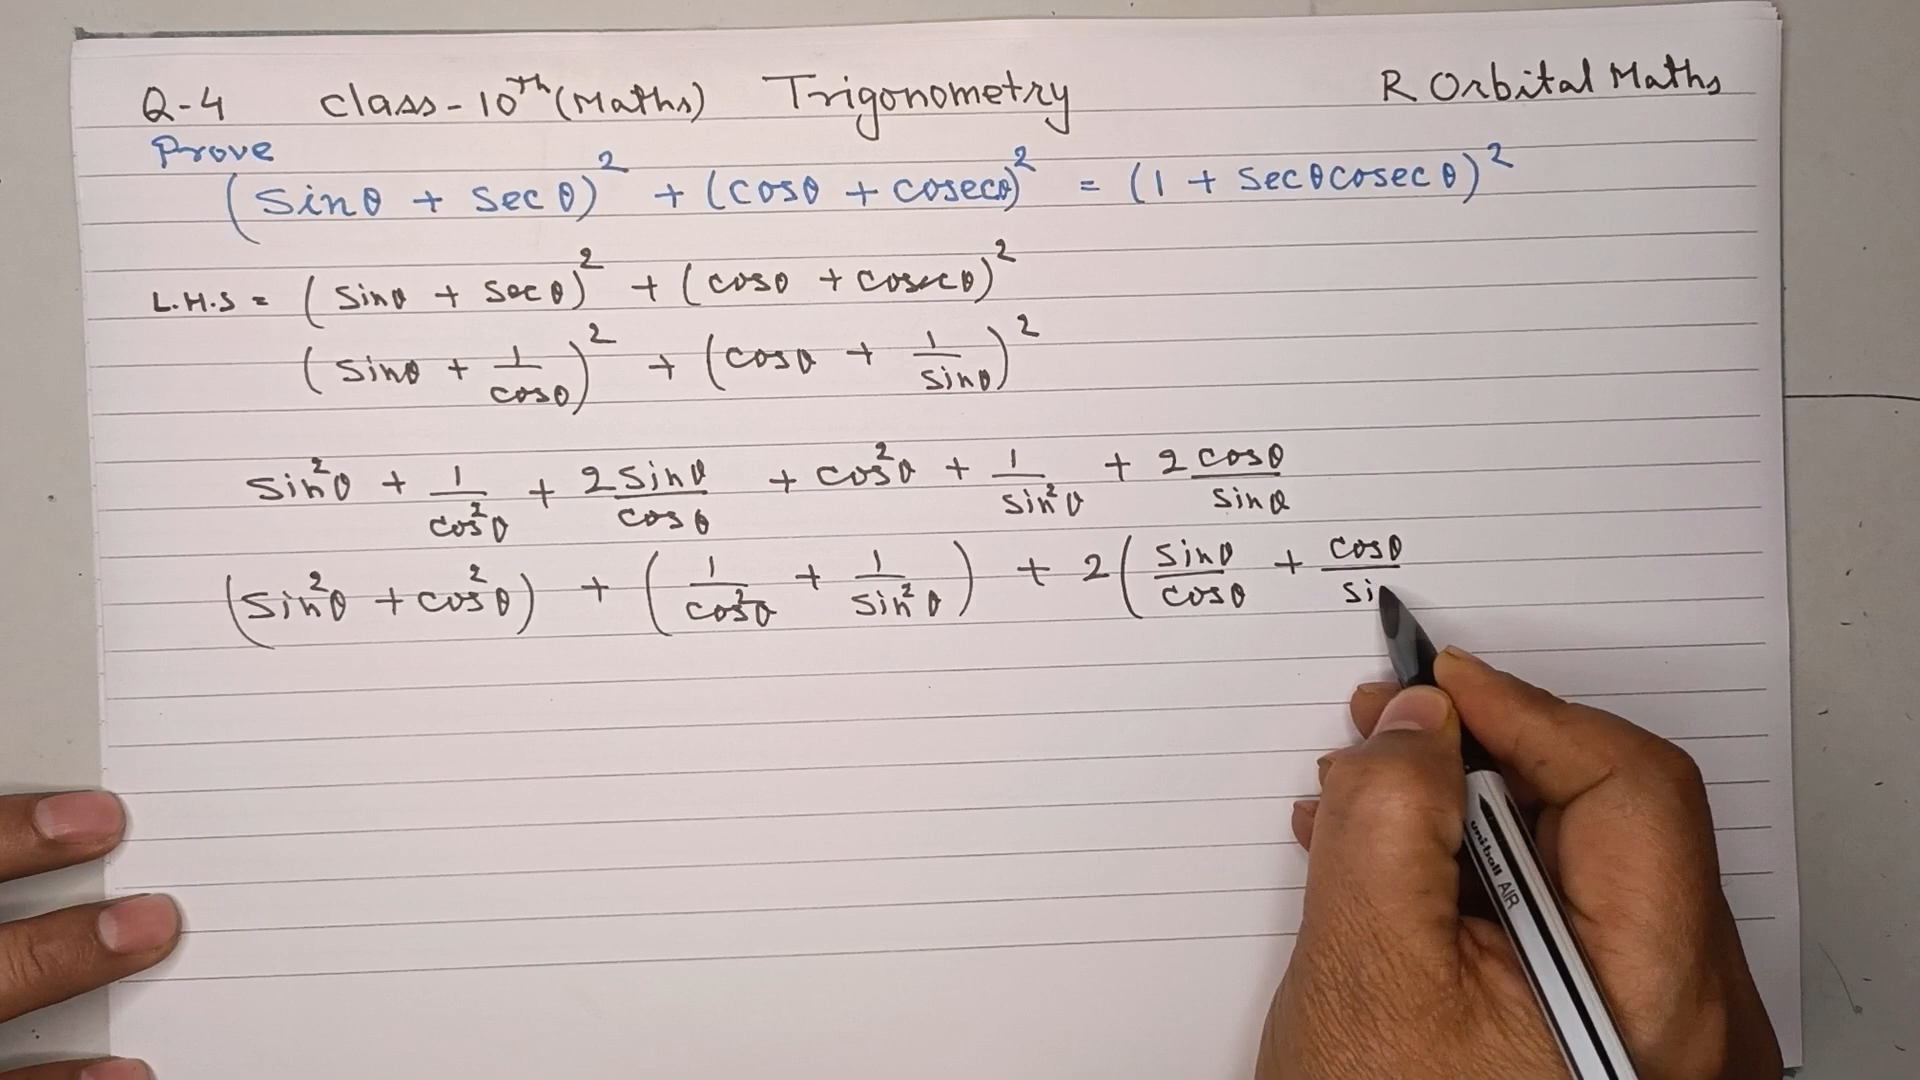 Q-4 class-10th (Maths) Trigonometry R Orbital Maths
Prove
(sinθ + secθ)² + (cosθ + cosecθ)² = (1 + secθcosecθ)²
L.H.S = (sinθ + secθ)² + (cosθ + cosecθ)²
(sinθ + 1/cosθ)² + (cosθ + 1/sinθ)²
sin²θ + 1/cos²θ + 2sinθ/cosθ + cos²θ + 1/sin²θ + 2cosθ/sinθ
(sin²θ + cos²θ) + (1/cos²θ + 1/sin²θ) + 2(sinθ/cosθ + cosθ/si
uniball AIR